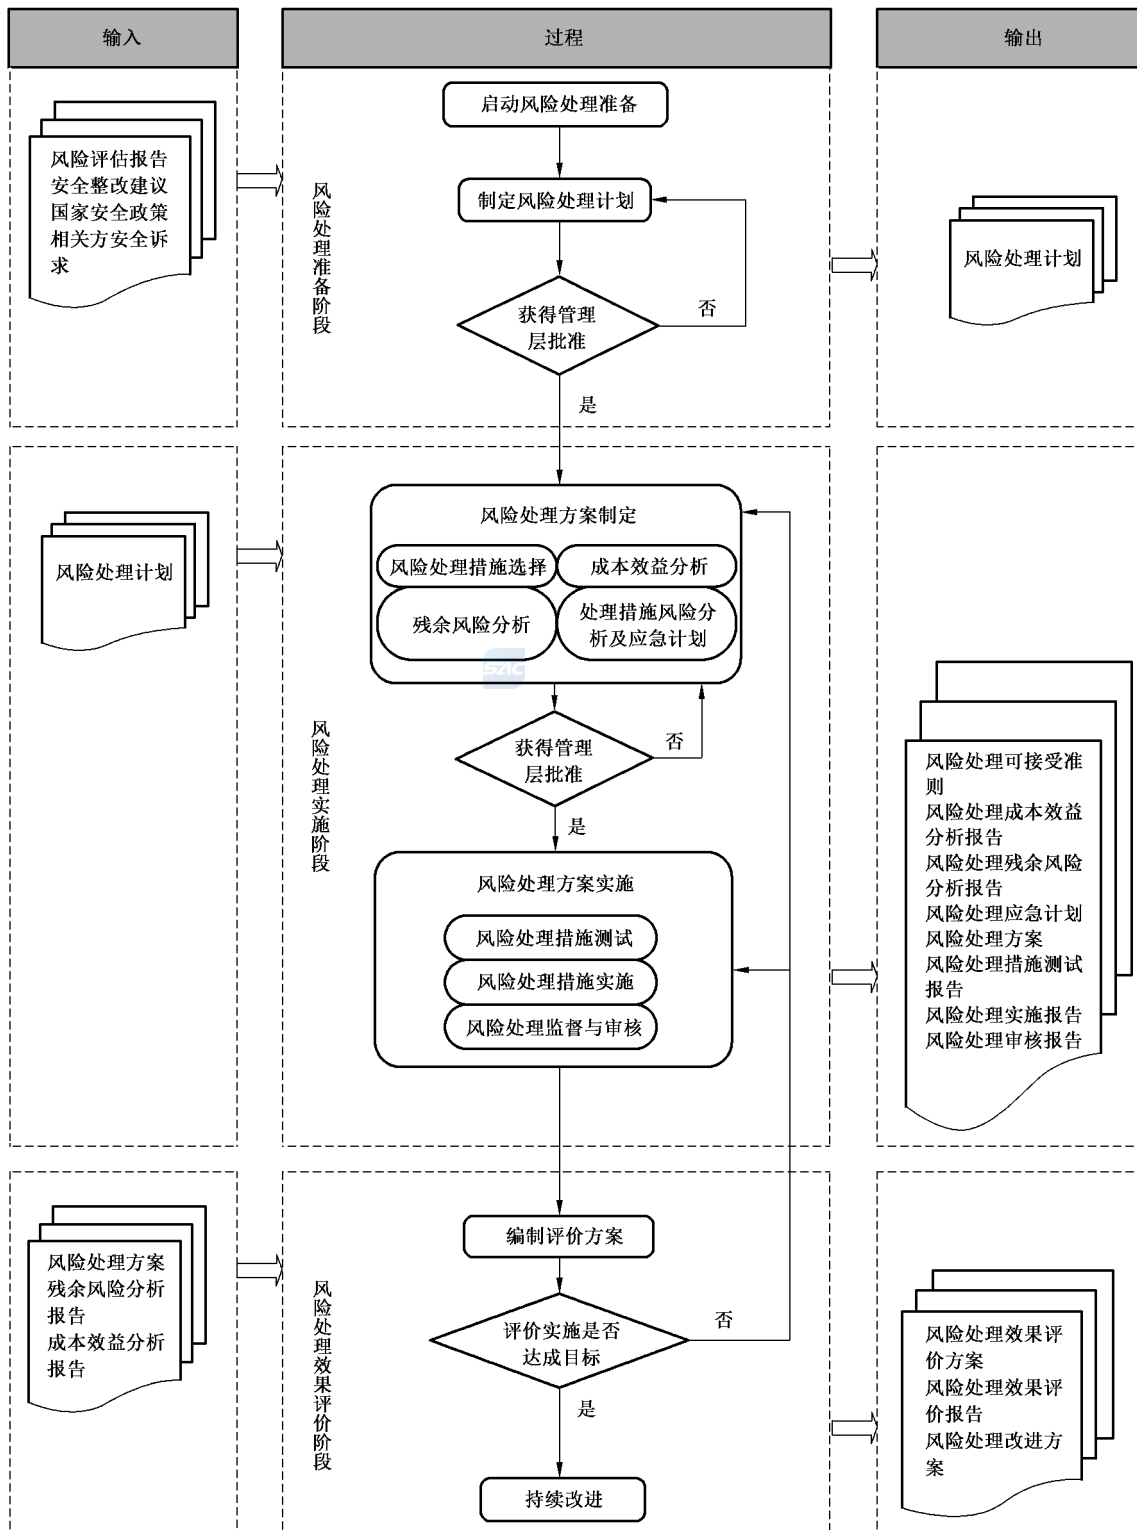 输入
过程
输出
风险评估报告
安全整改建议
国家安全政策
相关方安全诉
求
风险处理准备阶段
启动风险处理准备
制定风险处理计划
获得管理
层批准
否
是
风险处理计划
风险处理计划
风险处理实施阶段
风险处理方案制定
风险处理措施选择
成本效益分析
残余风险分析
处理措施风险分
析及应急计划
SAC
获得管理
层批准
否
是
风险处理方案实施
风险处理措施测试
风险处理措施实施
风险处理监督与审核
风险处理可接受准
则
风险处理成本效益
分析报告
风险处理残余风险
分析报告
风险处理应急计划
风险处理方案
风险处理措施测试
报告
风险处理实施报告
风险处理审核报告
风险处理方案
残余风险分析
报告
成本效益分析
报告
风险处理效果评价阶段
编制评价方案
评价实施是否
达成目标
否
是
持续改进
风险处理效果评
价方案
风险处理效果评
价报告
风险处理改进方
案